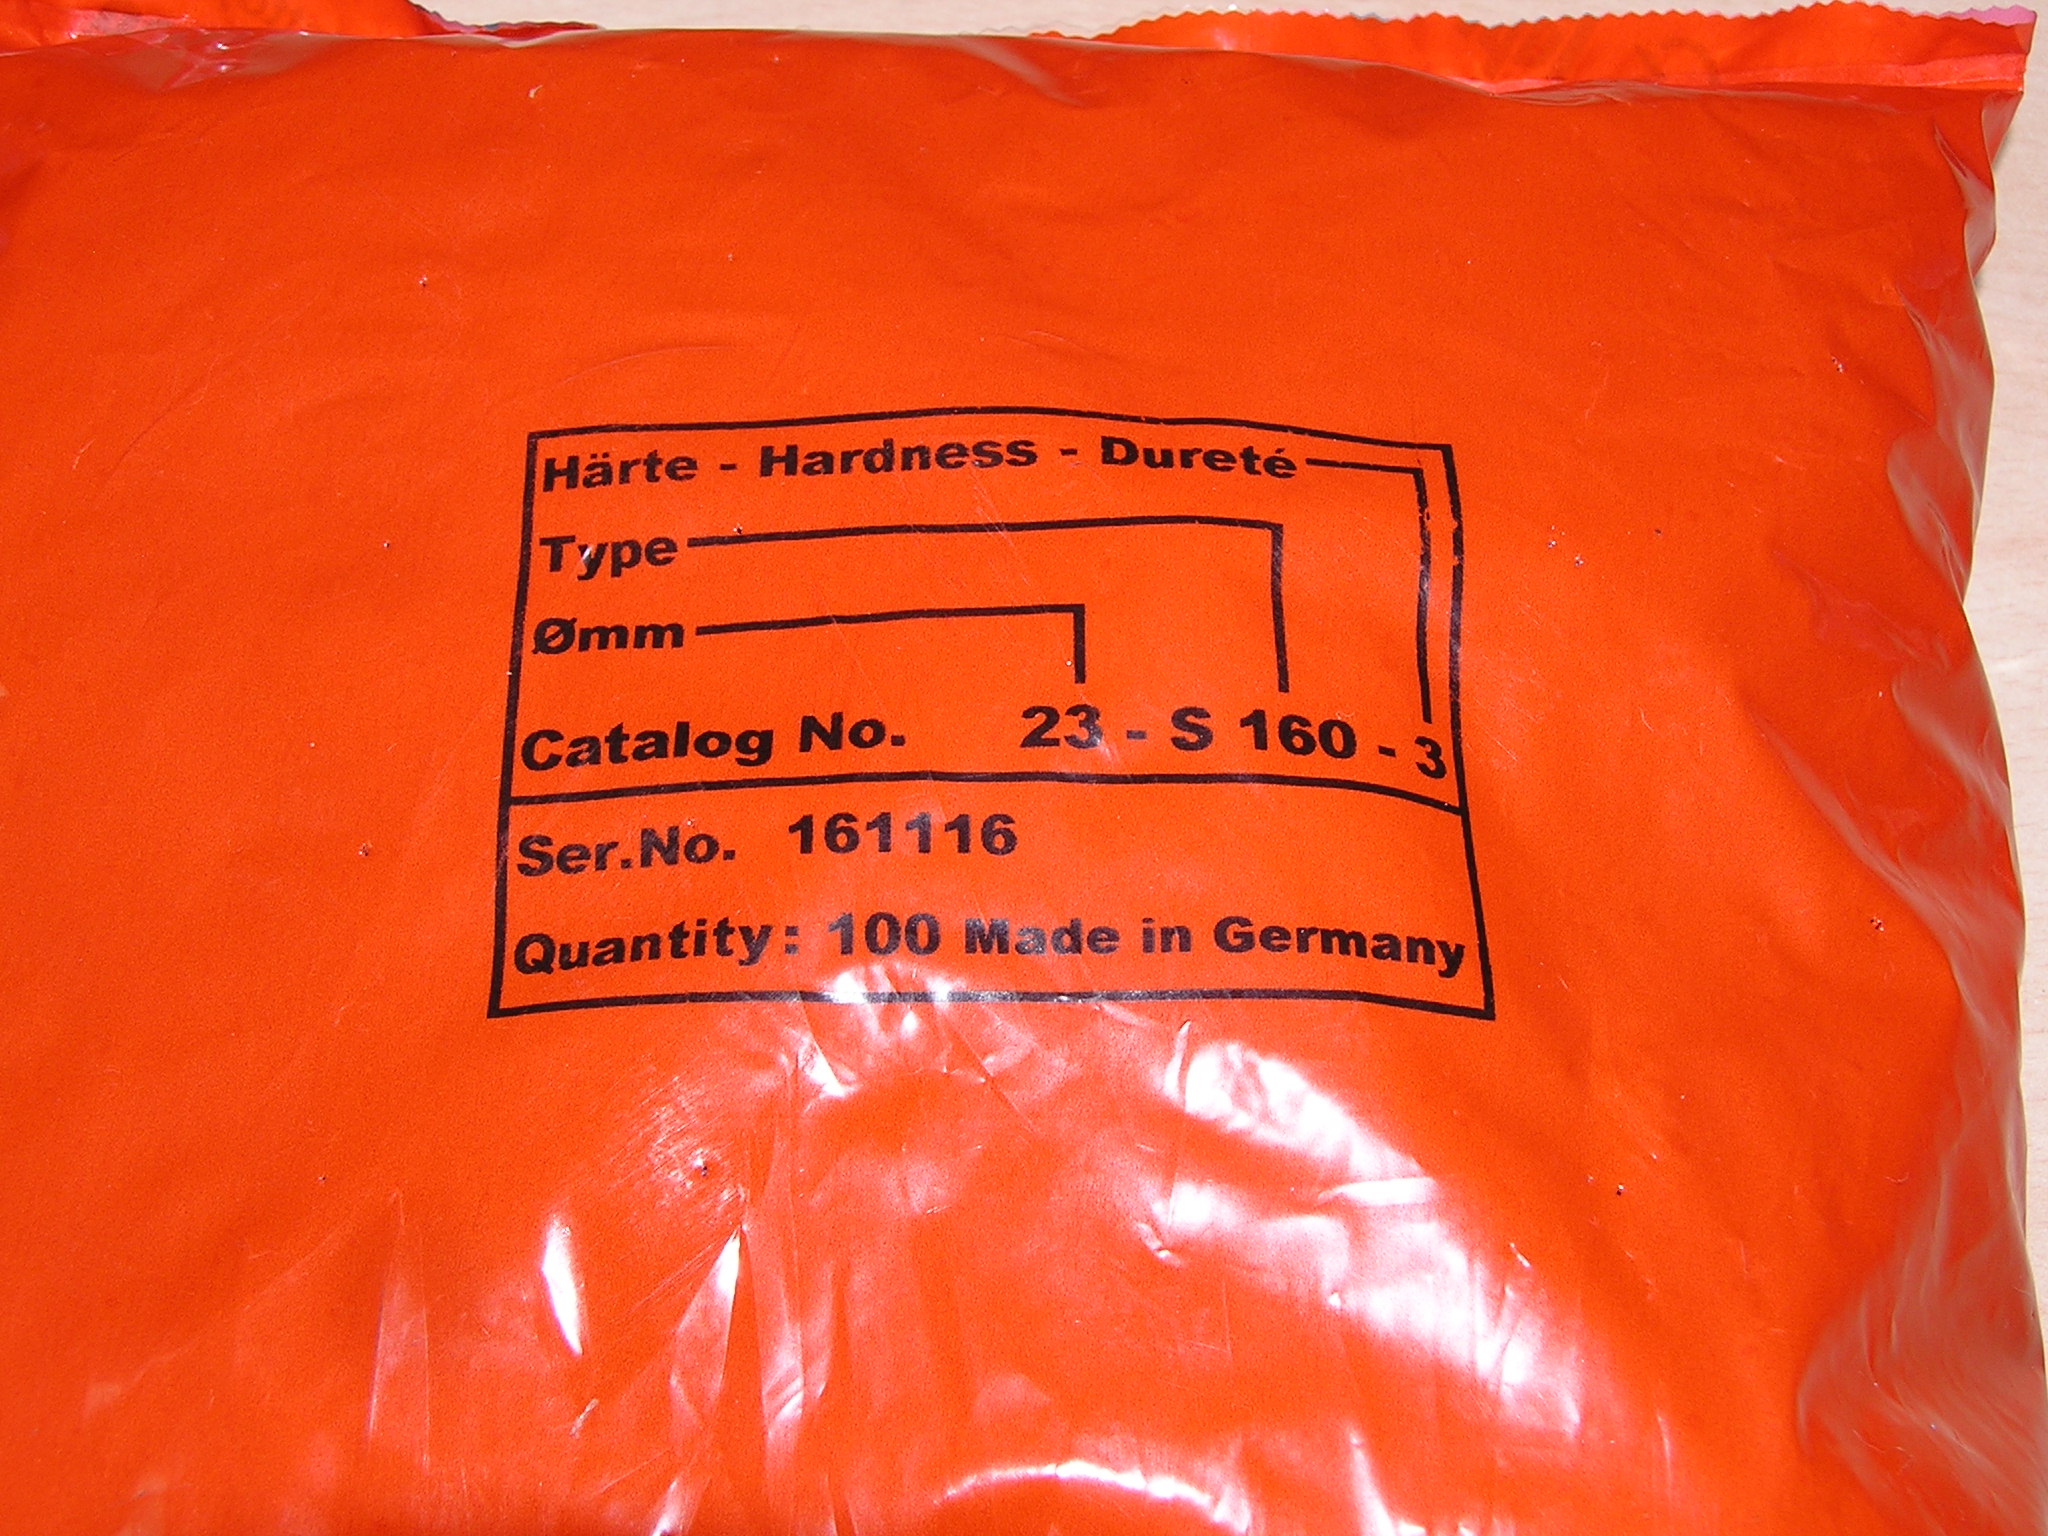 Härte - Hardness - Dureté
Type
Ømm
Catalog No. 23 - S 160 - 3
Ser.No. 161116
Quantity: 100 Made in Germany